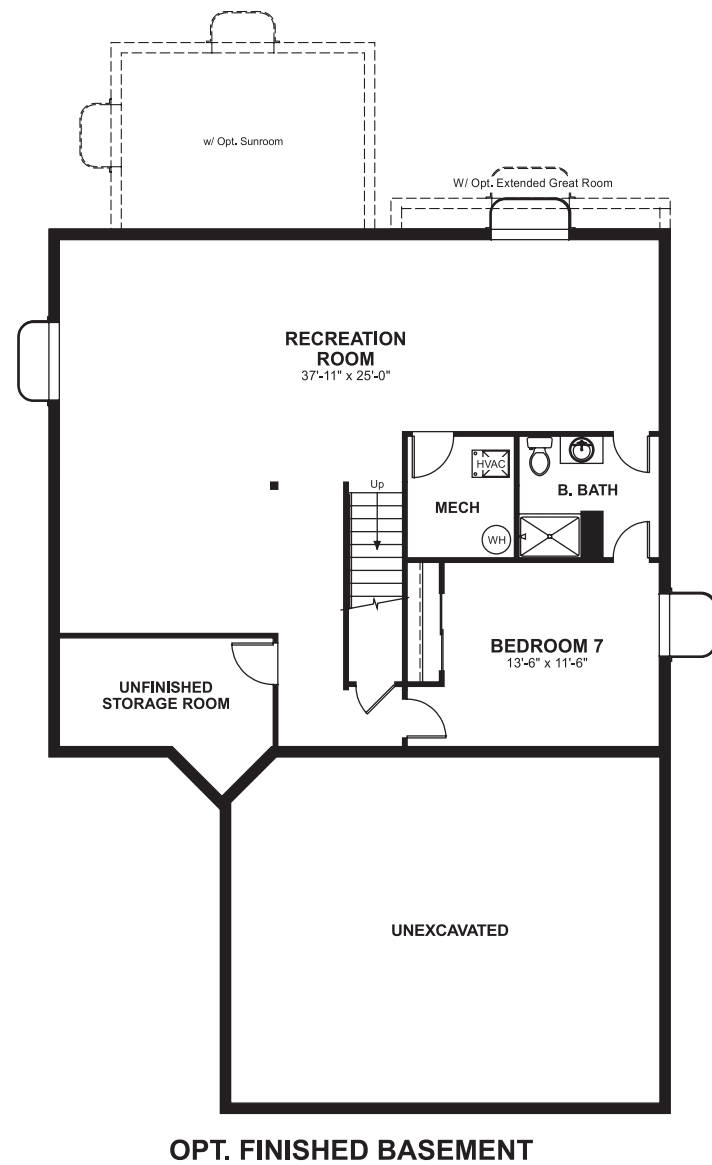 w/ Opt. Sunroom
W/ Opt. Extended Great Room
RECREATION
ROOM
37'-11" x 25'-0"
HVAC
Up
B. BATH
MECH
WH
BEDROOM 7
13'-6" x 11'-6"
UNFINISHED
STORAGE ROOM
UNEXCAVATED
OPT. FINISHED BASEMENT